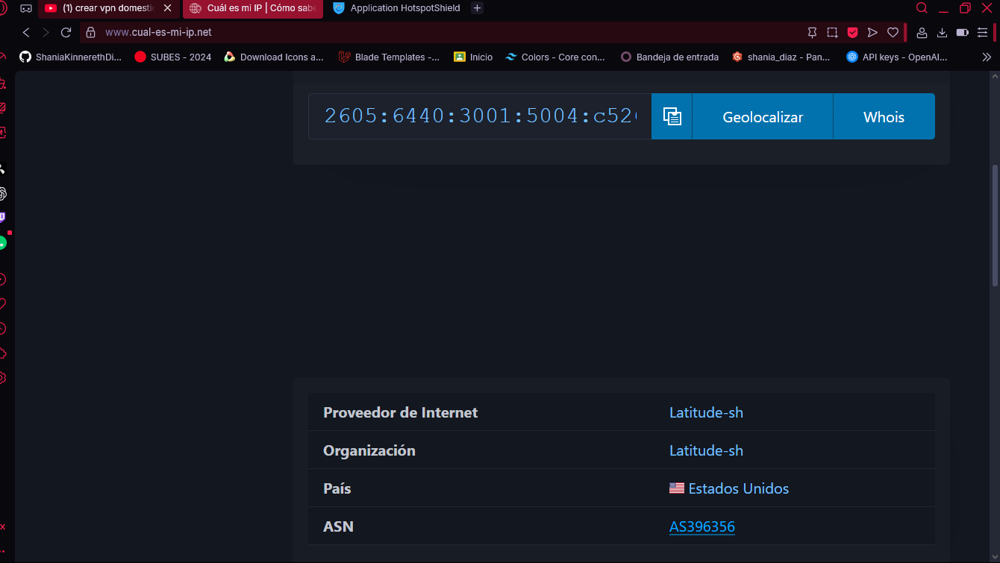 (1) crear vpn domestic
Cuál es mi IP | Cómo sabe
Application HotspotShield
www.cual-es-mi-ip.net
ShaniaKinnerethDi...
SUBES - 2024
Download Icons a...
Blade Templates -...
Inicio
Colors - Core con...
Bandeja de entrada
shania_diaz - Pan...
API keys - OpenAI...
2605:6440:3001:5004:c52
Geolocalizar
Whois
Proveedor de Internet Latitude-sh
Organización Latitude-sh
País Estados Unidos
ASN AS396356